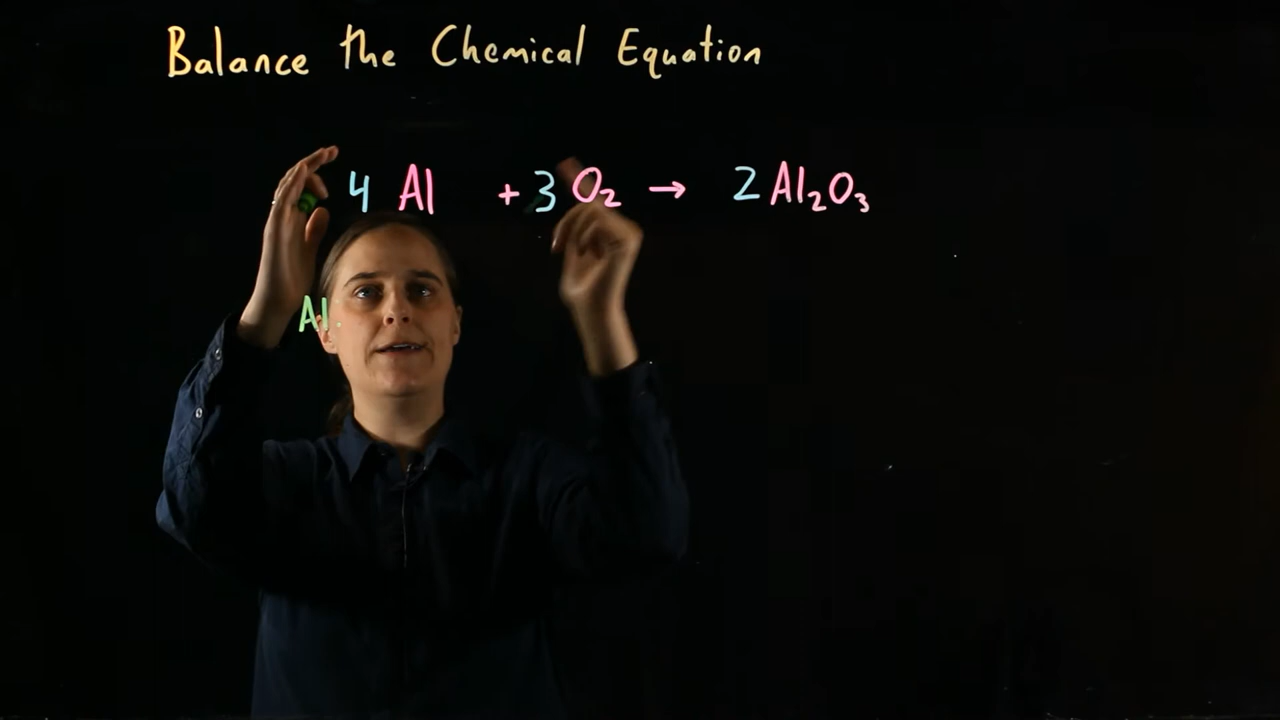 Balance the Chemical Equation
4 Al + 3 O₂ → 2 Al₂O₃
Al